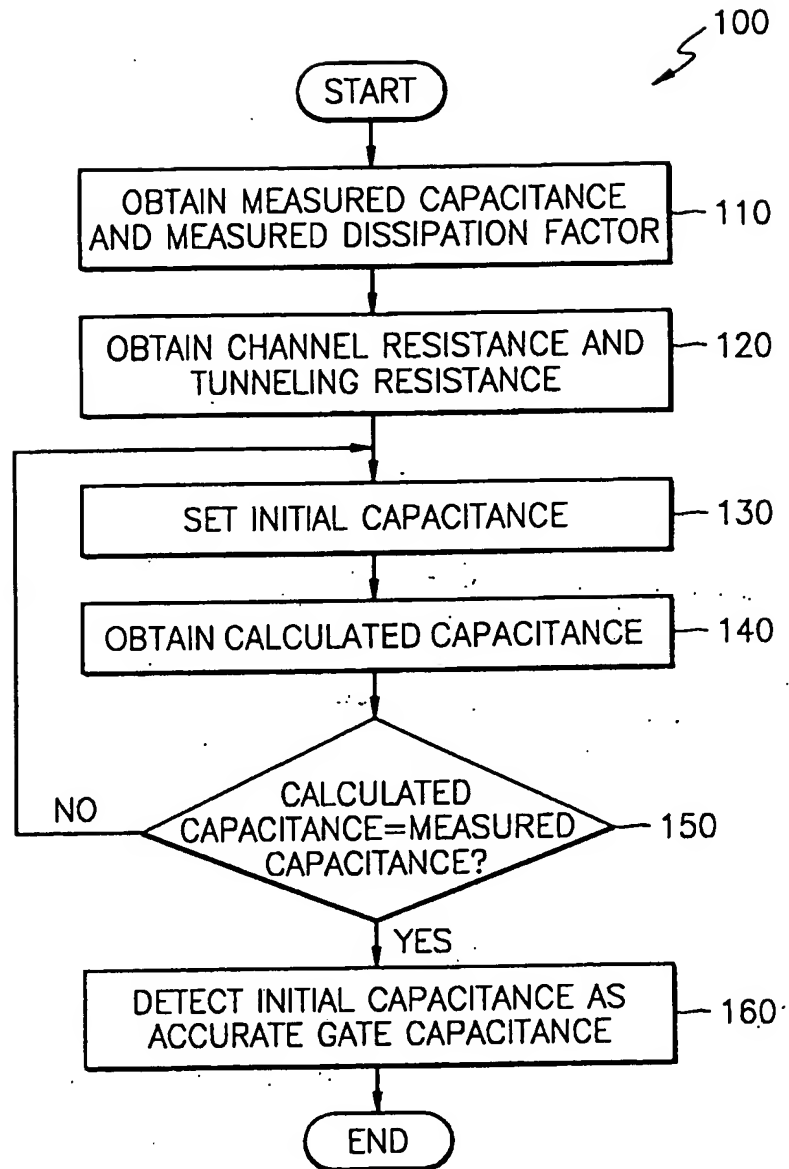 100
START
OBTAIN MEASURED CAPACITANCE
AND MEASURED DISSIPATION FACTOR
110
OBTAIN CHANNEL RESISTANCE AND
TUNNELING RESISTANCE
120
SET INITIAL CAPACITANCE
130
OBTAIN CALCULATED CAPACITANCE
140
CALCULATED
CAPACITANCE=MEASURED
CAPACITANCE?
150
NO
YES
DETECT INITIAL CAPACITANCE AS
ACCURATE GATE CAPACITANCE
160
END